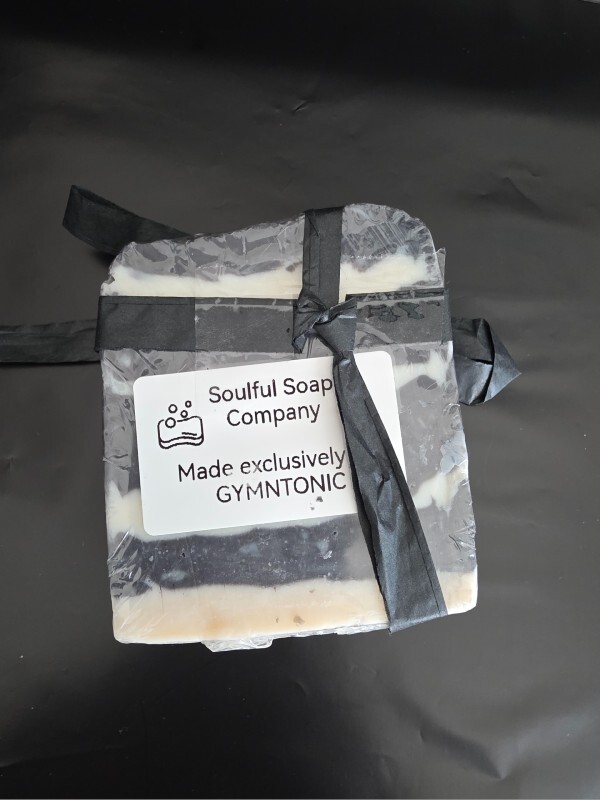 Soulful Soap
Company
Made exclusively
GYMNTONIC